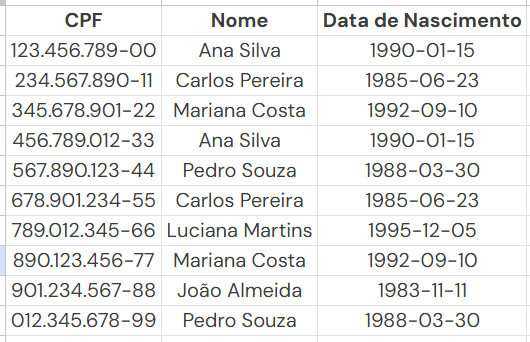 CPF Nome Data de Nascimento
123.456.789-00 Ana Silva 1990-01-15
234.567.890-11 Carlos Pereira 1985-06-23
345.678.901-22 Mariana Costa 1992-09-10
456.789.012-33 Ana Silva 1990-01-15
567.890.123-44 Pedro Souza 1988-03-30
678.901.234-55 Carlos Pereira 1985-06-23
789.012.345-66 Luciana Martins 1995-12-05
890.123.456-77 Mariana Costa 1992-09-10
901.234.567-88 João Almeida 1983-11-11
012.345.678-99 Pedro Souza 1988-03-30